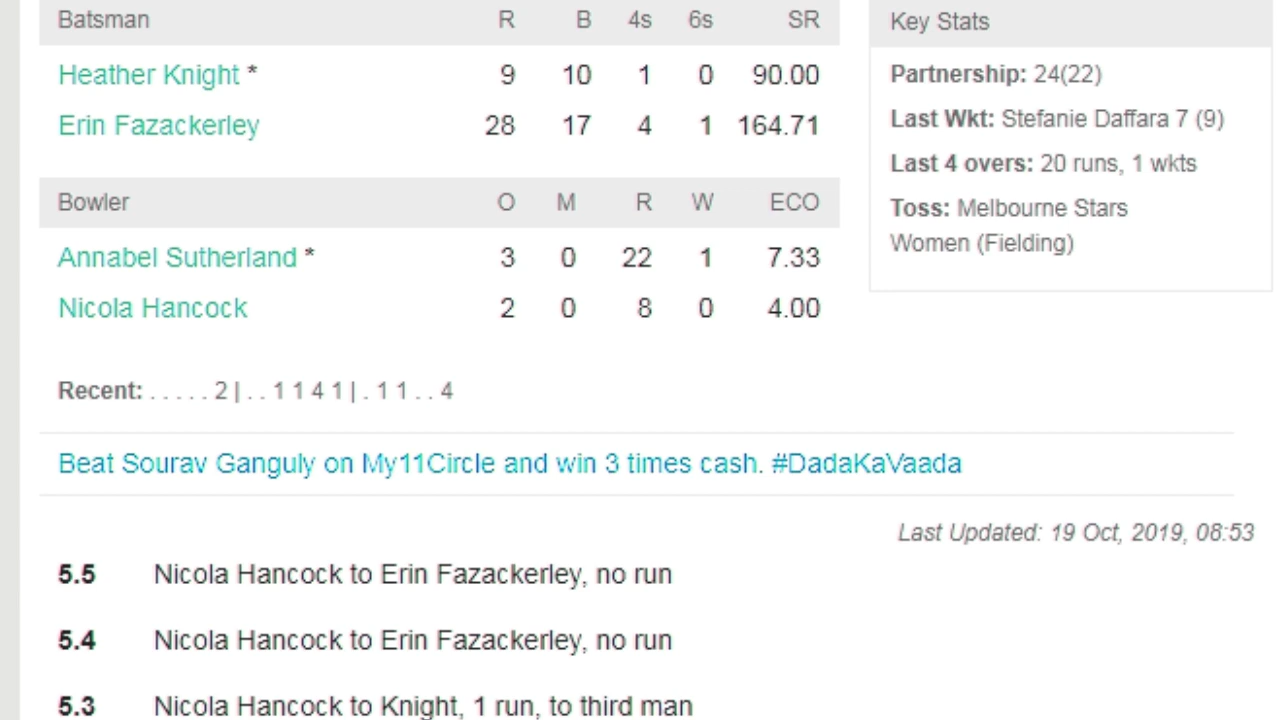 Batsman R B 4s 6s SR
Heather Knight * 9 10 1 0 90.00
Erin Fazackerley 28 17 4 1 164.71
Bowler O M R W ECO
Annabel Sutherland * 3 0 22 1 7.33
Nicola Hancock 2 0 8 0 4.00
Key Stats
Partnership: 24(22)
Last Wkt: Stefanie Daffara 7 (9)
Last 4 overs: 20 runs, 1 wkts
Toss: Melbourne Stars
Women (Fielding)
Recent: . . . . . 2 | . . 1 1 4 1 | . 1 1 . . 4
Beat Sourav Ganguly on My11Circle and win 3 times cash. #DadaKaVaada
Last Updated: 19 Oct, 2019, 08:53
5.5 Nicola Hancock to Erin Fazackerley, no run
5.4 Nicola Hancock to Erin Fazackerley, no run
5.3 Nicola Hancock to Knight, 1 run, to third man